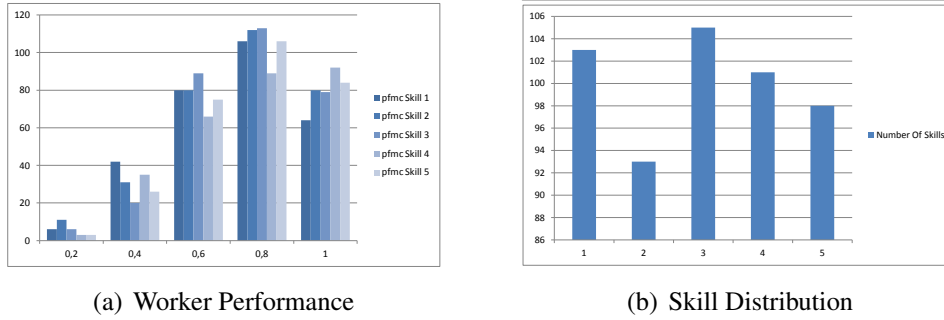 120
100
80
60
40
20
0
0,2 0,4 0,6 0,8 1
pfmc Skill 1
pfmc Skill 2
pfmc Skill 3
pfmc Skill 4
pfmc Skill 5
(a) Worker Performance
106
104
102
100
98
96
94
92
90
88
86
1 2 3 4 5
Number Of Skills
(b) Skill Distribution